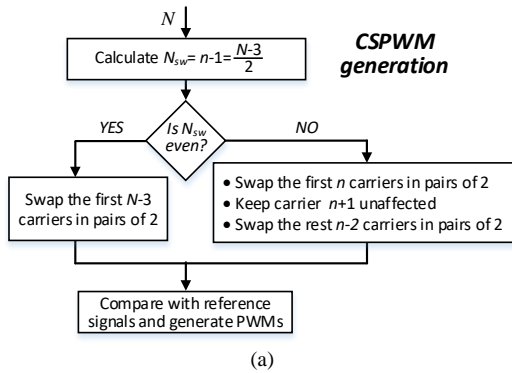 N
CSPWM
generation
Calculate Nsw= n-1= N-3/2
Is Nsw
even?
YES
NO
Swap the first N-3
carriers in pairs of 2
• Swap the first n carriers in pairs of 2
• Keep carrier n+1 unaffected
• Swap the rest n-2 carriers in pairs of 2
Compare with reference
signals and generate PWMs
(a)